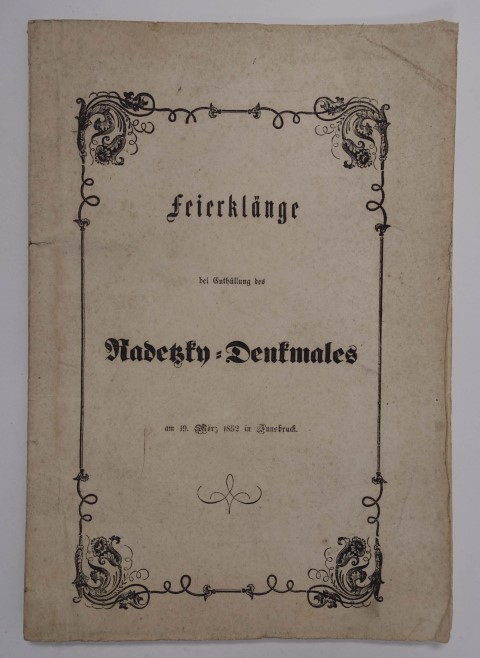 Feierklänge
bei Enthüllung des
Radetzky-Denkmales
am 19. März 1852 in Innsbruck.